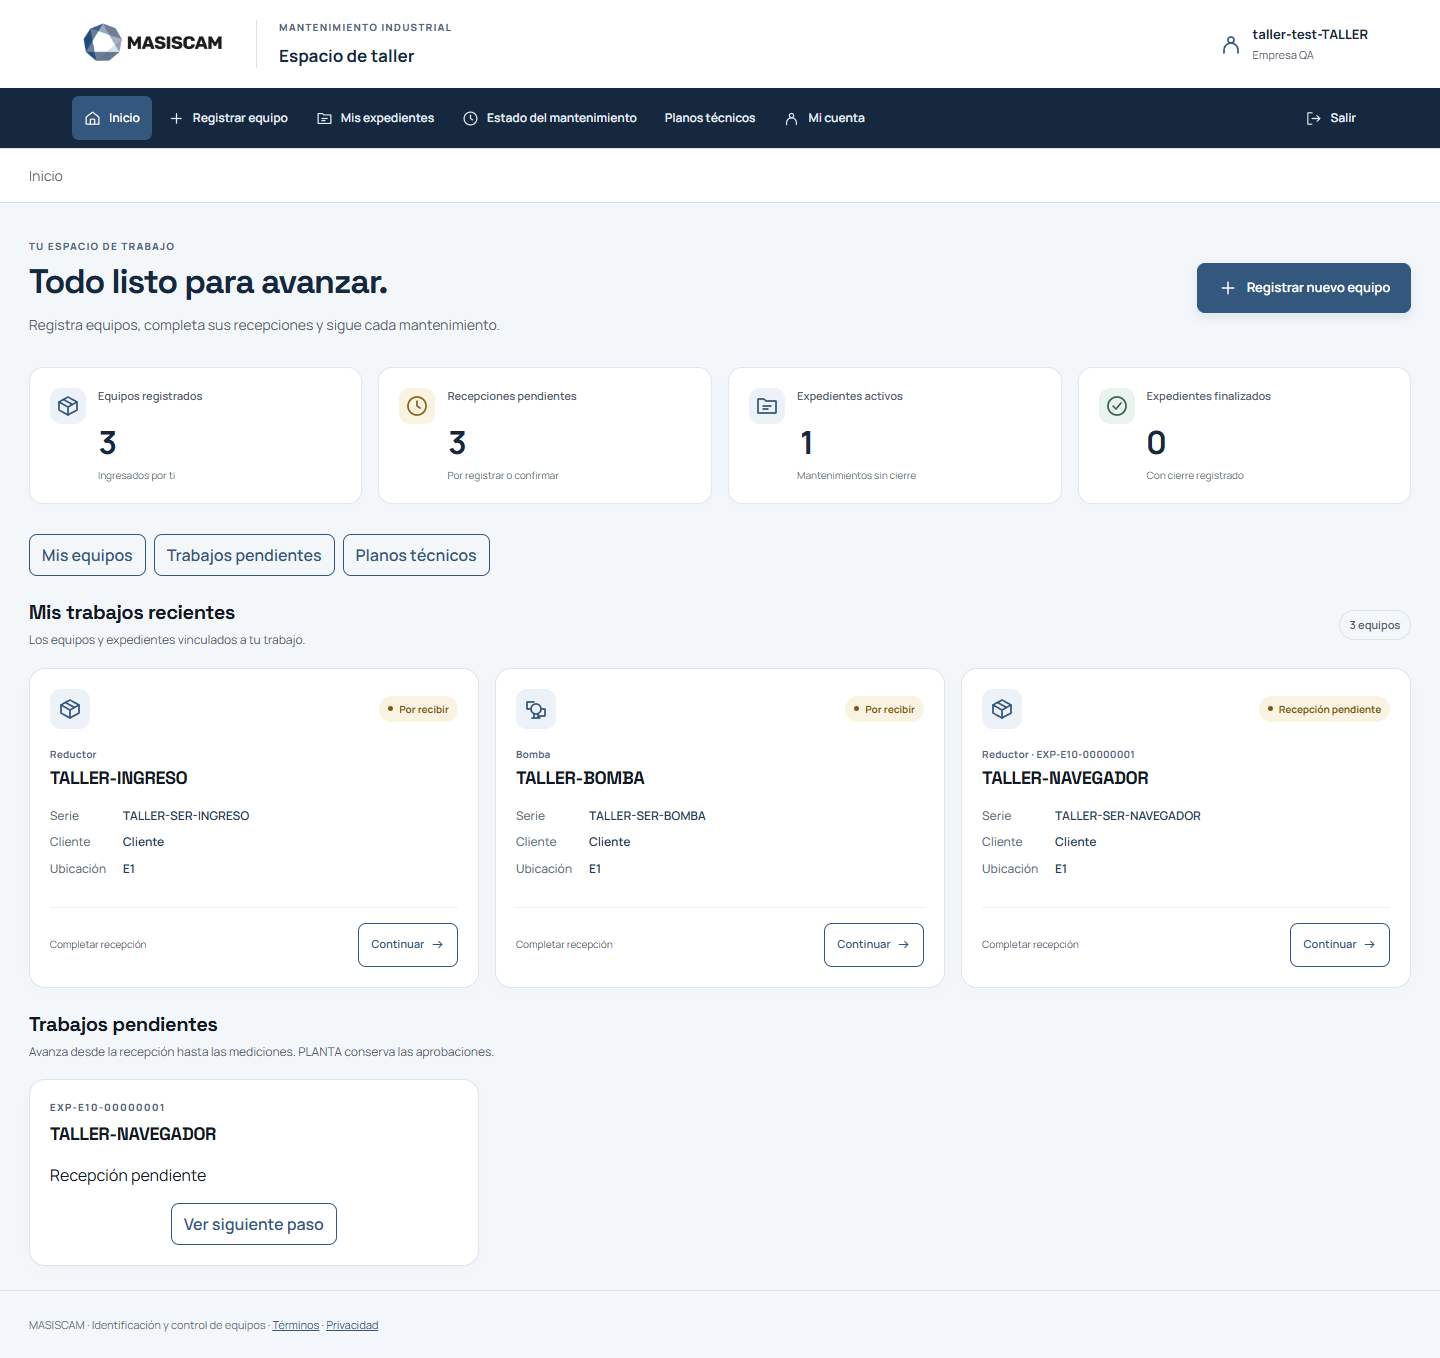 MASISCAM
MANTENIMIENTO INDUSTRIAL
Espacio de taller
taller-test-TALLER
Empresa QA
Inicio
Registrar equipo
Mis expedientes
Estado del mantenimiento
Planos técnicos
Mi cuenta
Salir
Inicio
TU ESPACIO DE TRABAJO
Todo listo para avanzar.
Registra equipos, completa sus recepciones y sigue cada mantenimiento.
Registrar nuevo equipo
Equipos registrados
3
Ingresados por ti
Recepciones pendientes
3
Por registrar o confirmar
Expedientes activos
1
Mantenimientos sin cierre
Expedientes finalizados
0
Con cierre registrado
Mis equipos
Trabajos pendientes
Planos técnicos
Mis trabajos recientes
Los equipos y expedientes vinculados a tu trabajo.
3 equipos
Por recibir
Reductor
TALLER-INGRESO
Serie TALLER-SER-INGRESO
Cliente Cliente
Ubicación E1
Completar recepción
Continuar →
Por recibir
Bomba
TALLER-BOMBA
Serie TALLER-SER-BOMBA
Cliente Cliente
Ubicación E1
Completar recepción
Continuar →
Recepción pendiente
Reductor · EXP-E10-00000001
TALLER-NAVEGADOR
Serie TALLER-SER-NAVEGADOR
Cliente Cliente
Ubicación E1
Completar recepción
Continuar →
Trabajos pendientes
Avanza desde la recepción hasta las mediciones. PLANTA conserva las aprobaciones.
EXP-E10-00000001
TALLER-NAVEGADOR
Recepción pendiente
Ver siguiente paso
MASISCAM · Identificación y control de equipos · Términos · Privacidad